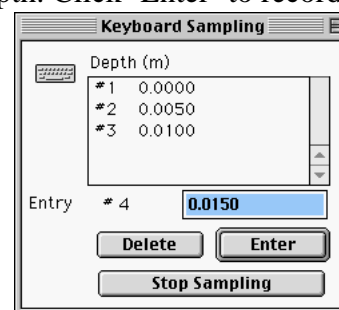 pth. Click "Enter" to record
Keyboard Sampling
Depth (m)
#1 0.0000
#2 0.0050
#3 0.0100
Entry #4 0.0150
Delete Enter
Stop Sampling